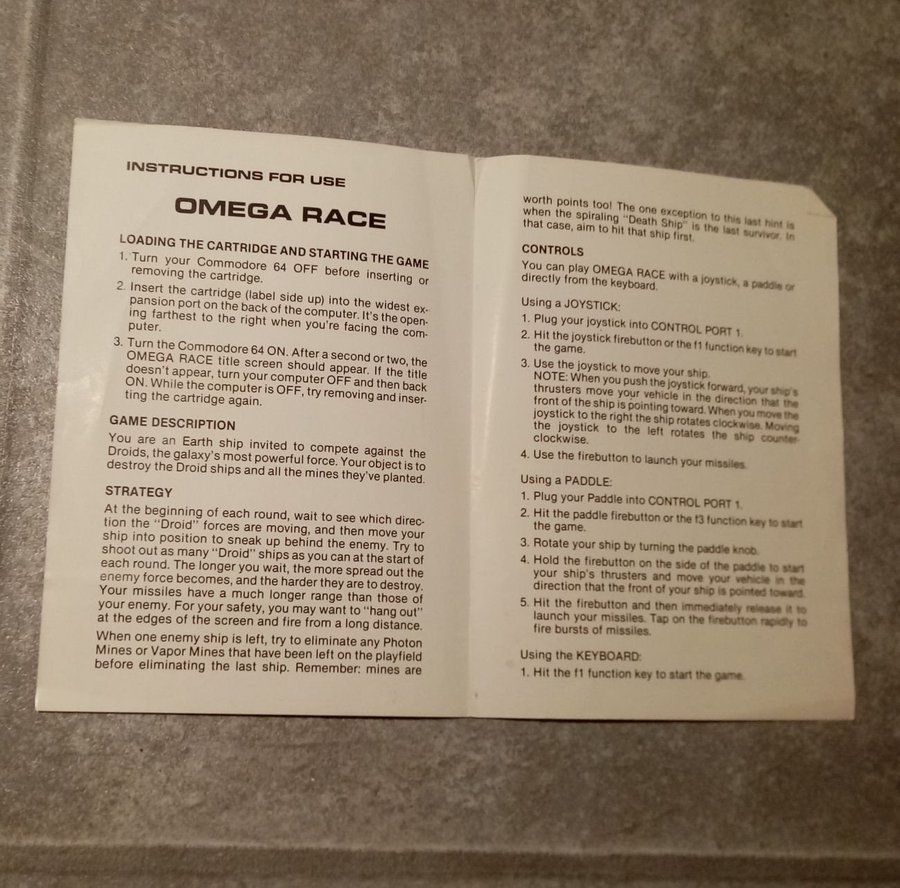 INSTRUCTIONS FOR USE
OMEGA RACE
LOADING THE CARTRIDGE AND STARTING THE GAME
1. Turn your Commodore 64 OFF before inserting or
removing the cartridge.
2. Insert the cartridge (label side up) into the widest ex-
pansion port on the back of the computer. It's the open-
ing farthest to the right when you're facing the com-
puter.
3. Turn the Commodore 64 ON. After a second or two, the
OMEGA RACE title screen should appear. If the title
doesn't appear, turn your computer OFF and then back
ON. While the computer is OFF, try removing and inser-
ting the cartridge again.
GAME DESCRIPTION
You are an Earth ship invited to compete against the
Droids, the galaxy's most powerful force. Your object is to
destroy the Droid ships and all the mines they've planted.
STRATEGY
At the beginning of each round, wait to see which direc-
tion the "Droid" forces are moving, and then move your
ship into position to sneak up behind the enemy. Try to
shoot out as many "Droid" ships as you can at the start of
each round. The longer you wait, the more spread out the
enemy force becomes, and the harder they are to destroy.
Your missiles have a much longer range than those of
your enemy. For your safety, you may want to "hang out"
at the edges of the screen and fire from a long distance.
When one enemy ship is left, try to eliminate any Photon
Mines or Vapor Mines that have been left on the playfield
before eliminating the last ship. Remember: mines are
worth points too! The one exception to this last hint is
when the spiraling "Death Ship" is the last survivor. In
that case, aim to hit that ship first.
CONTROLS
You can play OMEGA RACE with a joystick, a paddle or
directly from the keyboard.
Using a JOYSTICK:
1. Plug your joystick into CONTROL PORT 1.
2. Hit the joystick firebutton or the f1 function key to start
the game.
3. Use the joystick to move your ship.
NOTE: When you push the joystick forward, your ship's
thrusters move your vehicle in the direction that the
front of the ship is pointing toward. When you move the
joystick to the right the ship rotates clockwise. Moving
the joystick to the left rotates the ship counter-
clockwise.
4. Use the firebutton to launch your missiles.
Using a PADDLE:
1. Plug your Paddle into CONTROL PORT 1.
2. Hit the paddle firebutton or the f3 function key to start
the game.
3. Rotate your ship by turning the paddle knob.
4. Hold the firebutton on the side of the paddle to start
your ship's thrusters and move your vehicle in the
direction that the front of your ship is pointed toward.
5. Hit the firebutton and then immediately release it to
launch your missiles. Tap on the firebutton rapidly to
fire bursts of missiles.
Using the KEYBOARD:
1. Hit the f1 function key to start the game.